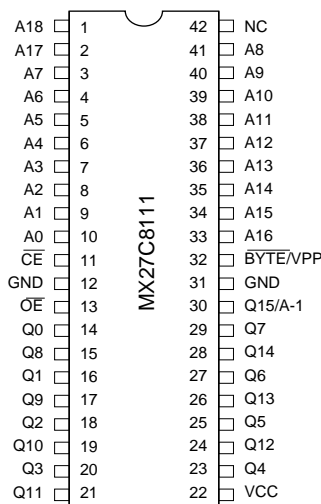 A18 1 42 NC
A17 2 41 A8
A7 3 40 A9
A6 4 39 A10
A5 5 38 A11
A4 6 37 A12
A3 7 36 A13
A2 8 35 A14
A1 9 34 A15
A0 10 33 A16
CE 11 32 BYTE/VPP
GND 12 31 GND
OE 13 30 Q15/A-1
Q0 14 29 Q7
Q8 15 28 Q14
Q1 16 27 Q6
Q9 17 26 Q13
Q2 18 25 Q5
Q10 19 24 Q12
Q3 20 23 Q4
Q11 21 22 VCC
MX27C8111